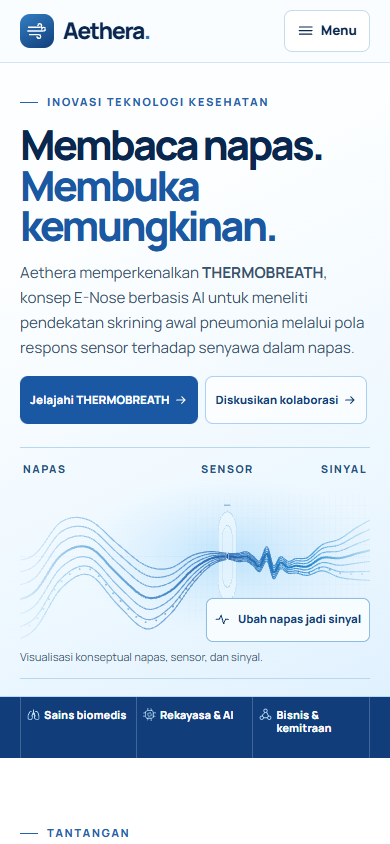 Aethera.
Menu
INOVASI TEKNOLOGI KESEHATAN
Membaca napas.
Membuka
kemungkinan.
Aethera memperkenalkan THERMOBREATH,
konsep E-Nose berbasis AI untuk meneliti
pendekatan skrining awal pneumonia melalui pola
respons sensor terhadap senyawa dalam napas.
Jelajahi THERMOBREATH →
Diskusikan kolaborasi →
NAPAS SENSOR SINYAL
Ubah napas jadi sinyal
Visualisasi konseptual napas, sensor, dan sinyal.
Sains biomedis
Rekayasa & AI
Bisnis &
kemitraan
TANTANGAN